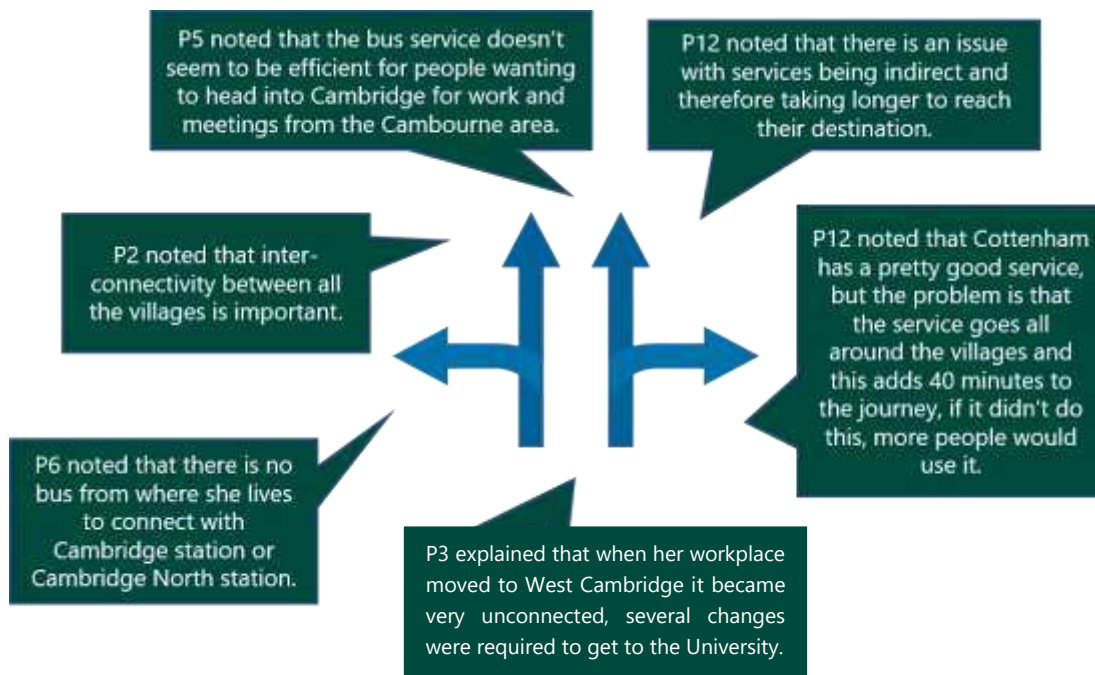 P5 noted that the bus service doesn't
seem to be efficient for people wanting
to head into Cambridge for work and
meetings from the Cambourne area.
P12 noted that there is an issue
with services being indirect and
therefore taking longer to reach
their destination.
P2 noted that inter-
connectivity between all
the villages is important.
P12 noted that Cottenham
has a pretty good service,
but the problem is that
the service goes all
around the villages and
this adds 40 minutes to
the journey, if it didn't do
this, more people would
use it.
P6 noted that there is no
bus from where she lives
to connect with
Cambridge station or
Cambridge North station.
P3 explained that when her workplace
moved to West Cambridge it became
very unconnected, several changes
were required to get to the University.